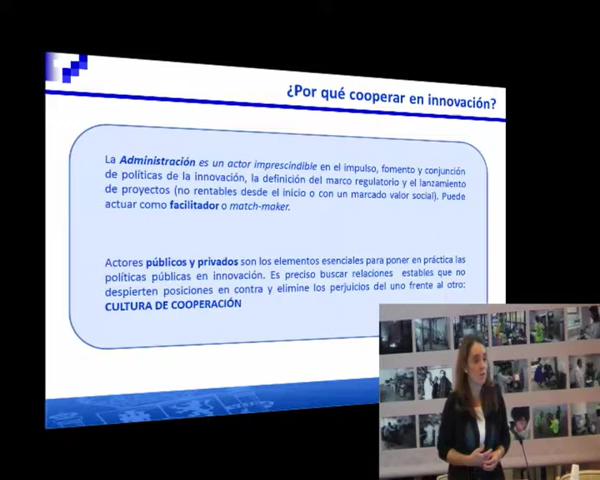 ¿Por qué cooperar en innovación?
La Administración es un actor imprescindible en el impulso, fomento y conjunción
de políticas de la innovación, la definición del marco regulatorio y el lanzamiento
de proyectos (no rentables desde el inicio o con un marcado valor social). Puede
actuar como facilitador o match-maker.
Actores públicos y privados son los elementos esenciales para poner en práctica las
políticas públicas en innovación. Es preciso buscar relaciones estables que no
despierten posiciones en contra y elimine los perjuicios del uno frente al otro:
CULTURA DE COOPERACIÓN